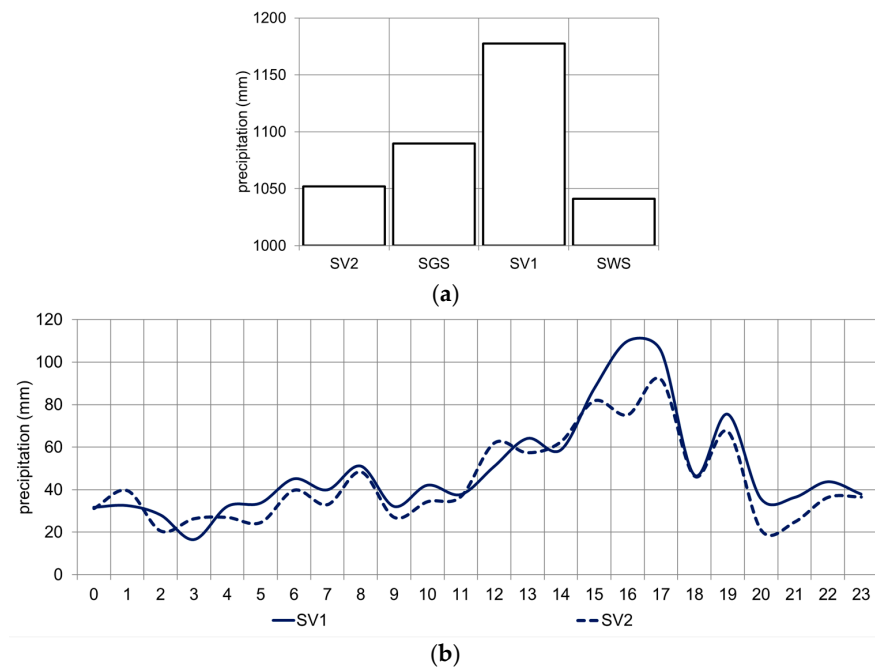 1200
1150
1100
1050
1000
precipitation (mm)
SV2 SGS SV1 SWS
(a)
120
100
80
60
40
20
0
precipitation (mm)
0 1 2 3 4 5 6 7 8 9 10 11 12 13 14 15 16 17 18 19 20 21 22 23
SV1 SV2
(b)